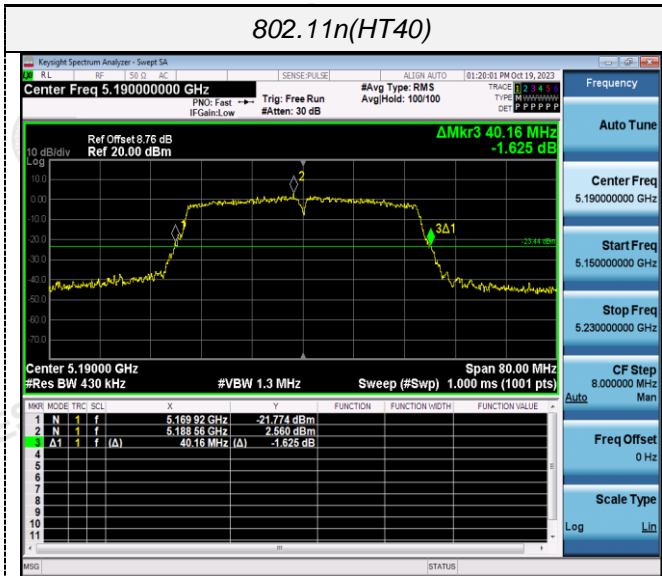 802.11n(HT40)
Keysight Spectrum Analyzer - Swept SA
RL RF 50 Ω AC SENSE:PULSE ALIGN AUTO 01:20:01 PM Oct 19, 2023
Center Freq 5.190000000 GHz
PNO: Fast
IFGain:Low
Trig: Free Run
#Atten: 30 dB
#Avg Type: RMS
Avg|Hold: 100/100
TRACE 1 2 3 4 5 6
TYPE M W W W W W
DET P P P P P P
Frequency
Auto Tune
Center Freq
5.190000000 GHz
Start Freq
5.150000000 GHz
Stop Freq
5.230000000 GHz
CF Step
8.000000 MHz
Auto Man
Freq Offset
0 Hz
Scale Type
Log Lin
ΔMkr3 40.16 MHz
-1.625 dB
Ref Offset 8.76 dB
10 dB/div Ref 20.00 dBm
Log
10.0
0.00
-10.0
-20.0
-30.0
-40.0
-50.0
-60.0
-70.0
1
2
3Δ1
-23.44 dBm
Center 5.19000 GHz Span 80.00 MHz
#Res BW 430 kHz #VBW 1.3 MHz Sweep (#Swp) 1.000 ms (1001 pts)
MKR MODE TRC SCL X Y FUNCTION FUNCTION WIDTH FUNCTION VALUE
1 N 1 f 5.169 92 GHz -21.774 dBm
2 N 1 f 5.188 56 GHz 2.560 dBm
3 Δ1 1 f (Δ) 40.16 MHz (Δ) -1.625 dB
4
5
6
7
8
9
10
11
MSG STATUS